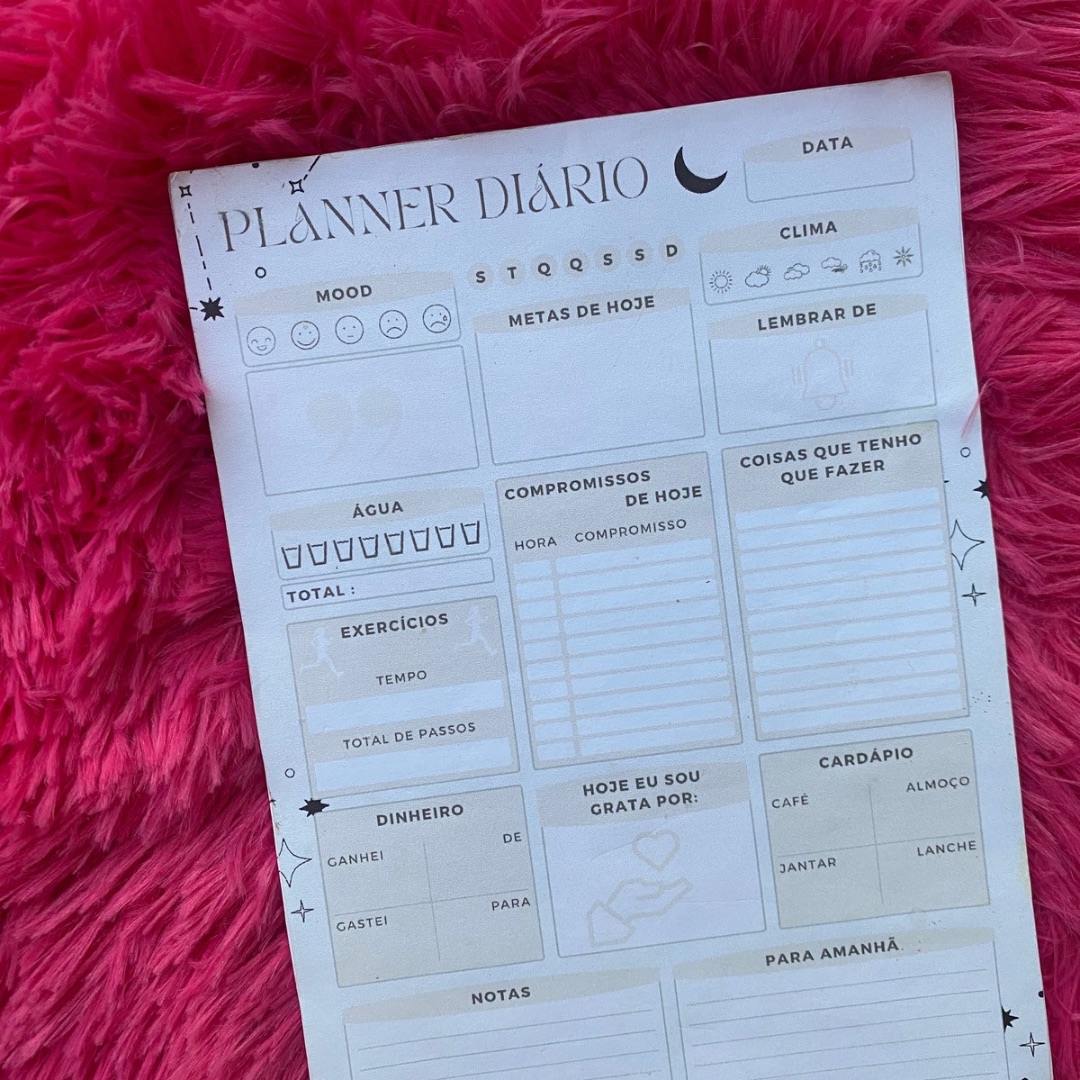 PLANNER DIÁRIO
DATA
S T Q Q S S D
CLIMA
MOOD
METAS DE HOJE
LEMBRAR DE
ÁGUA
TOTAL :
COMPROMISSOS
DE HOJE
HORA COMPROMISSO
COISAS QUE TENHO
QUE FAZER
EXERCÍCIOS
TEMPO
TOTAL DE PASSOS
DINHEIRO
GANHEI DE
GASTEI PARA
HOJE EU SOU
GRATA POR:
CARDÁPIO
CAFÉ ALMOÇO
JANTAR LANCHE
NOTAS
PARA AMANHÃ